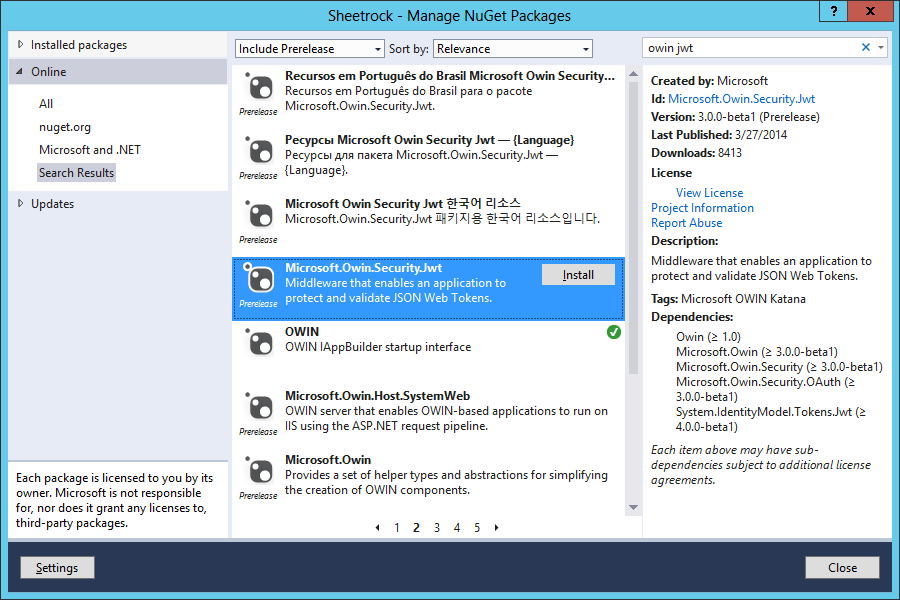 Sheetrock - Manage NuGet Packages
?
X
Installed packages
Online
All
nuget.org
Microsoft and .NET
Search Results
Updates
Each package is licensed to you by its
owner. Microsoft is not responsible
for, nor does it grant any licenses to,
third-party packages.
Include Prerelease
Sort by:
Relevance
Recursos em Português do Brasil Microsoft Owin Security...
Recursos em Português do Brasil para o pacote
Microsoft.Owin.Security.Jwt.
Prerelease
Ресурсы Microsoft Owin Security Jwt — {Language}
Ресурсы для пакета Microsoft.Owin.Security.Jwt —
{Language}.
Prerelease
Microsoft Owin Security Jwt 한국어 리소스
Microsoft.Owin.Security.Jwt 패키지용 한국어 리소스입니다.
Prerelease
Microsoft.Owin.Security.Jwt
Install
Middleware that enables an application to
protect and validate JSON Web Tokens.
Prerelease
OWIN
OWIN IAppBuilder startup interface
Microsoft.Owin.Host.SystemWeb
OWIN server that enables OWIN-based applications to run on
IIS using the ASP.NET request pipeline.
Prerelease
Microsoft.Owin
Provides a set of helper types and abstractions for simplifying
the creation of OWIN components.
Prerelease
1 2 3 4 5
owin jwt
Created by: Microsoft
Id: Microsoft.Owin.Security.Jwt
Version: 3.0.0-beta1 (Prerelease)
Last Published: 3/27/2014
Downloads: 8413
License
View License
Project Information
Report Abuse
Description:
Middleware that enables an application to
protect and validate JSON Web Tokens.
Tags: Microsoft OWIN Katana
Dependencies:
Owin (≥ 1.0)
Microsoft.Owin (≥ 3.0.0-beta1)
Microsoft.Owin.Security (≥ 3.0.0-beta1)
Microsoft.Owin.Security.OAuth (≥
3.0.0-beta1)
System.IdentityModel.Tokens.Jwt (≥
4.0.0-beta1)
Each item above may have sub-
dependencies subject to additional license
agreements.
Settings
Close